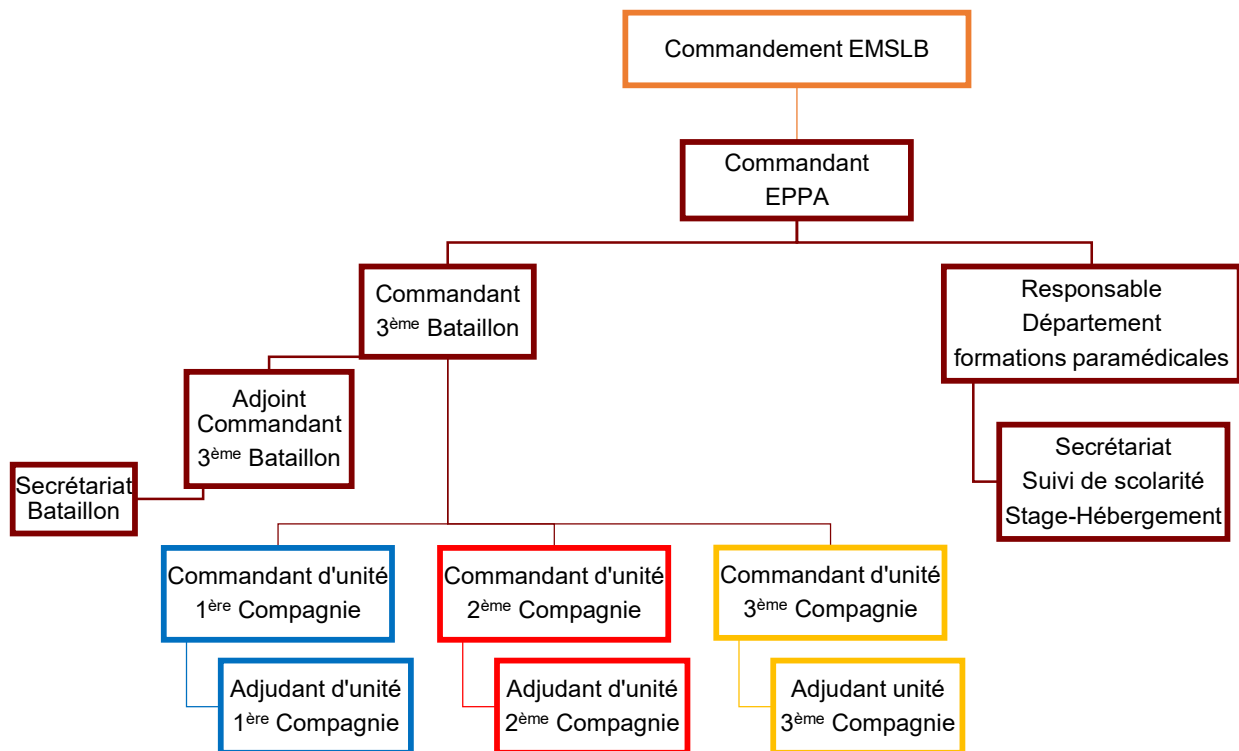 Commandement EMSLB
Commandant
EPPA
Commandant
3ème Bataillon
Responsable
Département
formations paramédicales
Adjoint
Commandant
3ème Bataillon
Secrétariat
Bataillon
Secrétariat
Suivi de scolarité
Stage-Hébergement
Commandant d'unité
1ère Compagnie
Commandant d'unité
2ème Compagnie
Commandant d'unité
3ème Compagnie
Adjudant d'unité
1ère Compagnie
Adjudant d'unité
2ème Compagnie
Adjudant unité
3ème Compagnie